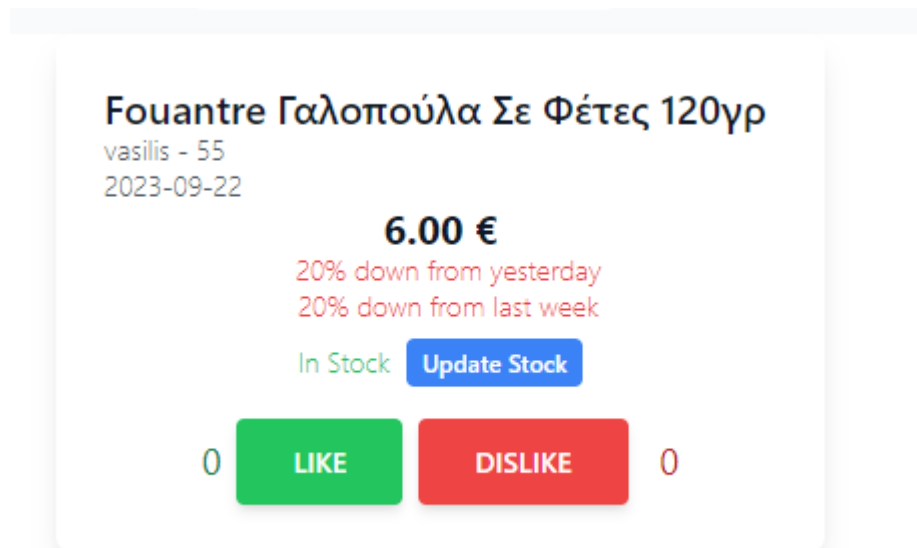 Fouantre Γαλοπούλα Σε Φέτες 120γρ
vasilis - 55
2023-09-22
6.00 €
20% down from yesterday
20% down from last week
In Stock Update Stock
0 LIKE DISLIKE 0